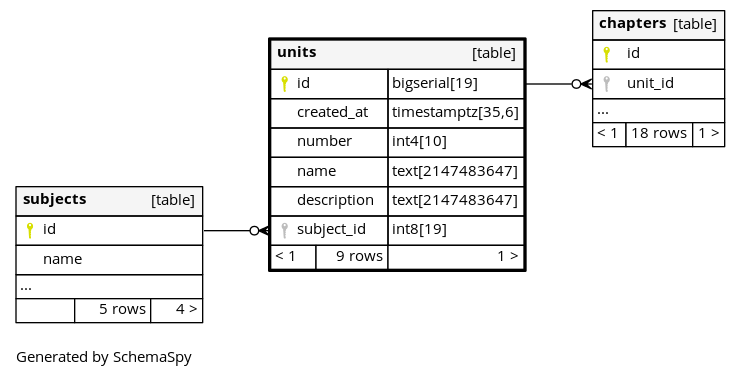 chapters [table]
id
unit_id
...
< 1 18 rows 1 >
units [table]
id bigserial[19]
created_at timestamptz[35,6]
number int4[10]
name text[2147483647]
description text[2147483647]
subject_id int8[19]
< 1 9 rows 1 >
subjects [table]
id
name
...
5 rows 4 >
Generated by SchemaSpy